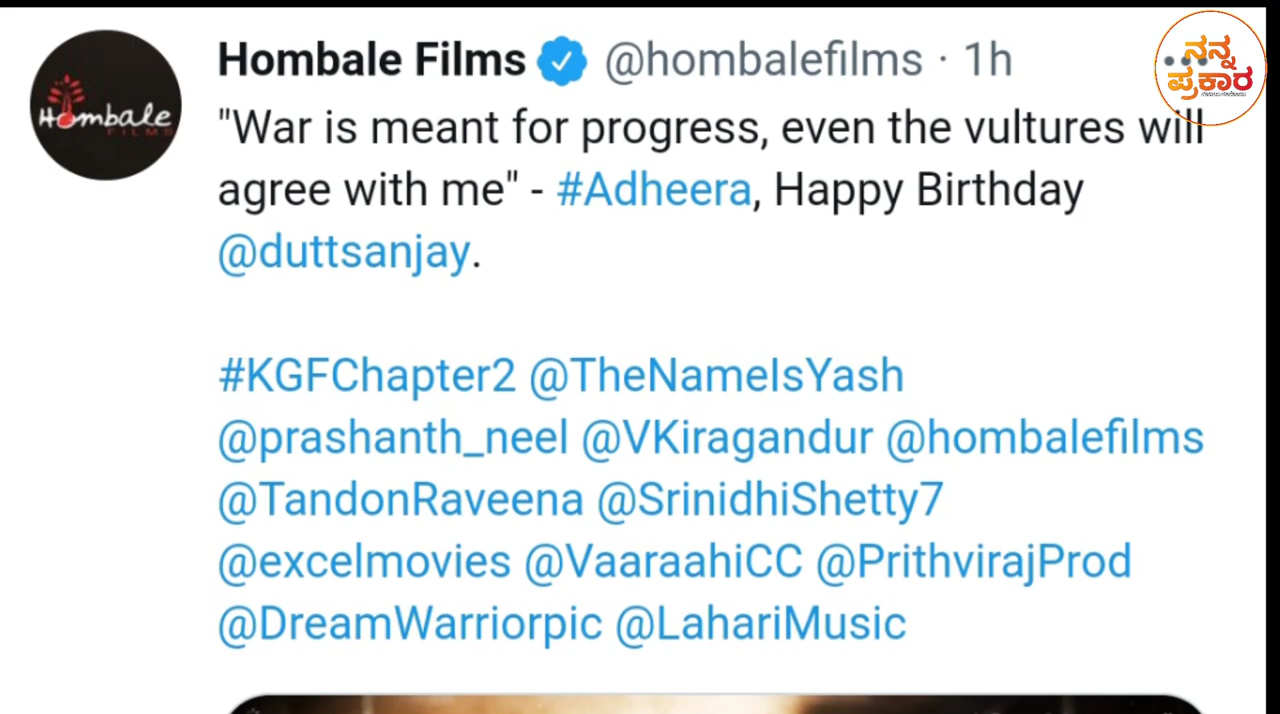 Hombale Films @hombalefilms · 1h
Hombale
FILMS
ನನ್ನ
ಪ್ರಕಾರ
"War is meant for progress, even the vultures will
agree with me" - #Adheera, Happy Birthday
@duttsanjay.
#KGFChapter2 @TheNameIsYash
@prashanth_neel @VKiragandur @hombalefilms
@TandonRaveena @SrinidhiShetty7
@excelmovies @VaaraahiCC @PrithvirajProd
@DreamWarriorpic @LahariMusic